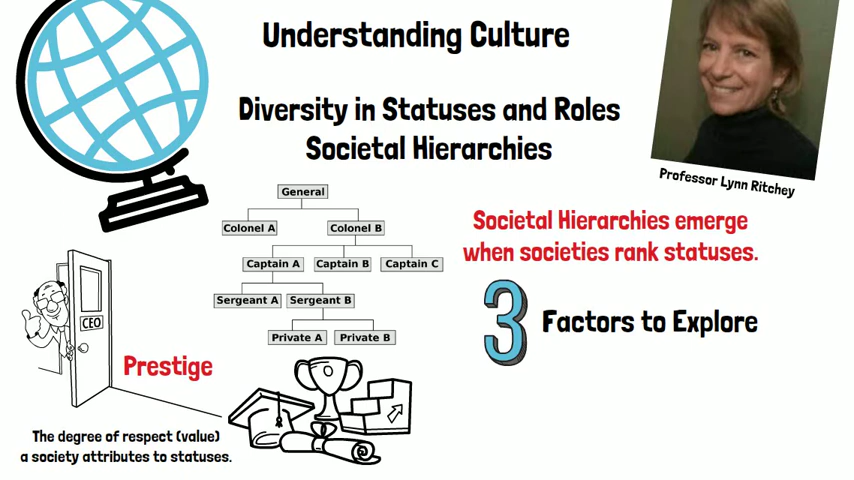 Understanding Culture
Diversity in Statuses and Roles
Societal Hierarchies
Professor Lynn Ritchey
General
Colonel A
Colonel B
Captain A
Captain B
Captain C
Sergeant A
Sergeant B
Private A
Private B
Societal Hierarchies emerge
when societies rank statuses.
3 Factors to Explore
CEO
Prestige
The degree of respect (value)
a society attributes to statuses.